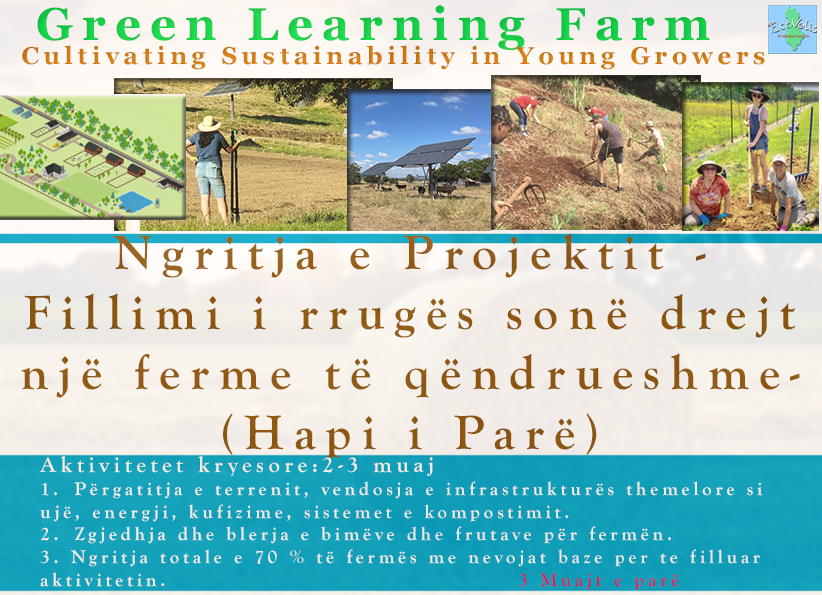 Green Learning Farm
Cultivating Sustainability in Young Growers
Ngritja e Projektit -
Fillimi i rrugës sonë drejt
një ferme të qëndrueshme-
(Hapi i Parë)
Aktivitetet kryesore:2-3 muaj
1. Përgatitja e terrenit, vendosja e infrastrukturës themelore si
ujë, energji, kufizime, sistemet e kompostimit.
2. Zgjedhja dhe blerja e bimëve dhe frutave për fermën.
3. Ngritja totale e 70 % të fermës me nevojat baze per te filluar
aktivitetin.
3 Muajt e parë